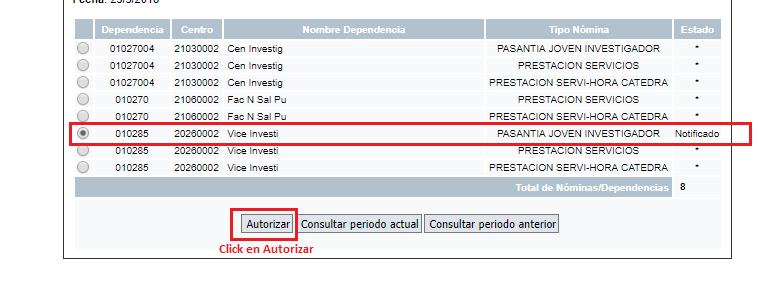 Dependencia Centro Nombre Dependencia Tipo Nómina Estado
01027004 21030002 Cen Investig PASANTIA JOVEN INVESTIGADOR *
01027004 21030002 Cen Investig PRESTACION SERVICIOS *
01027004 21030002 Cen Investig PRESTACION SERVI-HORA CATEDRA *
010270 21060002 Fac N Sal Pu PRESTACION SERVICIOS *
010270 21060002 Fac N Sal Pu PRESTACION SERVI-HORA CATEDRA *
010285 20260002 Vice Investi PASANTIA JOVEN INVESTIGADOR Notificado
010285 20260002 Vice Investi PRESTACION SERVICIOS *
010285 20260002 Vice Investi PRESTACION SERVI-HORA CATEDRA *
Total de Nóminas/Dependencias 8
Autorizar Consultar periodo actual Consultar periodo anterior
Click en Autorizar